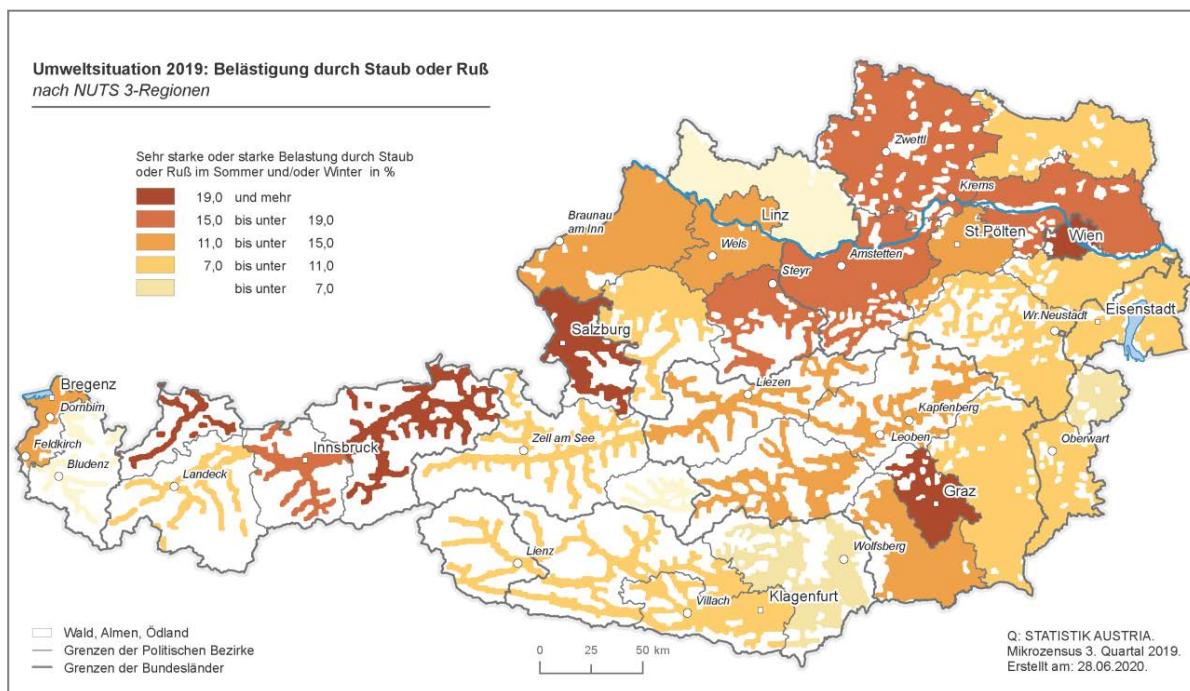 Umweltsituation 2019: Belästigung durch Staub oder Ruß
nach NUTS 3-Regionen
Sehr starke oder starke Belastung durch Staub
oder Ruß im Sommer und/oder Winter in %
19,0 und mehr
15,0 bis unter 19,0
11,0 bis unter 15,0
7,0 bis unter 11,0
bis unter 7,0
Zwettl
Krems
Linz
Braunau
am Inn
St.Pölten
Wien
Wels
Amstetten
Steyr
Eisenstadt
Wr.Neustadt
Salzburg
Bregenz
Dornbirn
Liezen
Kapfenberg
Leoben
Innsbruck
Zell am See
Oberwart
Feldkirch
Bludenz
Landeck
Graz
Lienz
Wolfsberg
Villach
Klagenfurt
Wald, Almen, Ödland
Grenzen der Politischen Bezirke
Grenzen der Bundesländer
0 25 50 km
Q: STATISTIK AUSTRIA.
Mikrozensus 3. Quartal 2019.
Erstellt am: 28.06.2020.